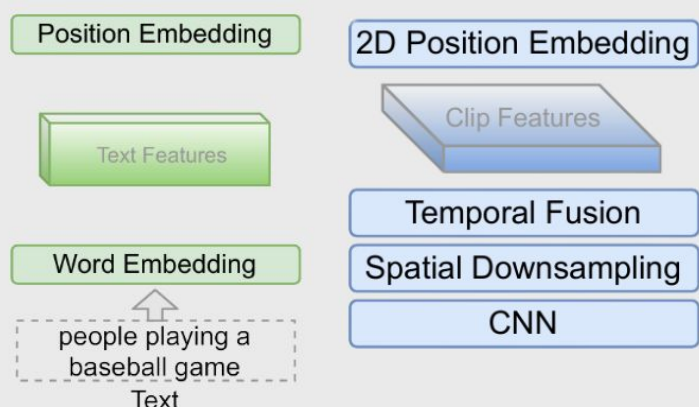 Position Embedding
Text Features
Word Embedding
people playing a
baseball game
Text
2D Position Embedding
Clip Features
Temporal Fusion
Spatial Downsampling
CNN